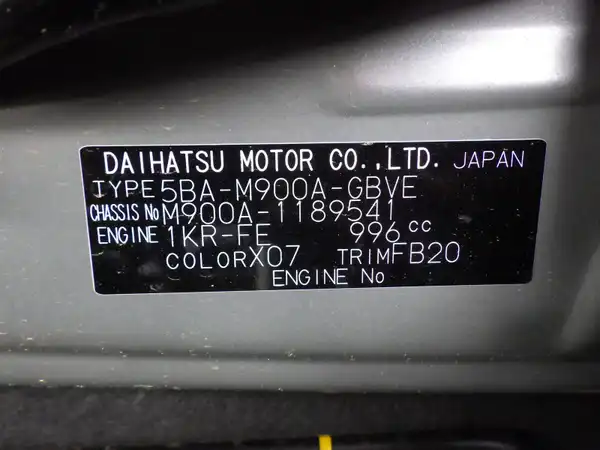 DAIHATSU MOTOR CO.,LTD. JAPAN
TYPE 5BA-M900A-GBVE
CHASSIS No M900A-1189541
ENGINE 1KR-FE 996 cc
COLOR X07 TRIM FB20
ENGINE No